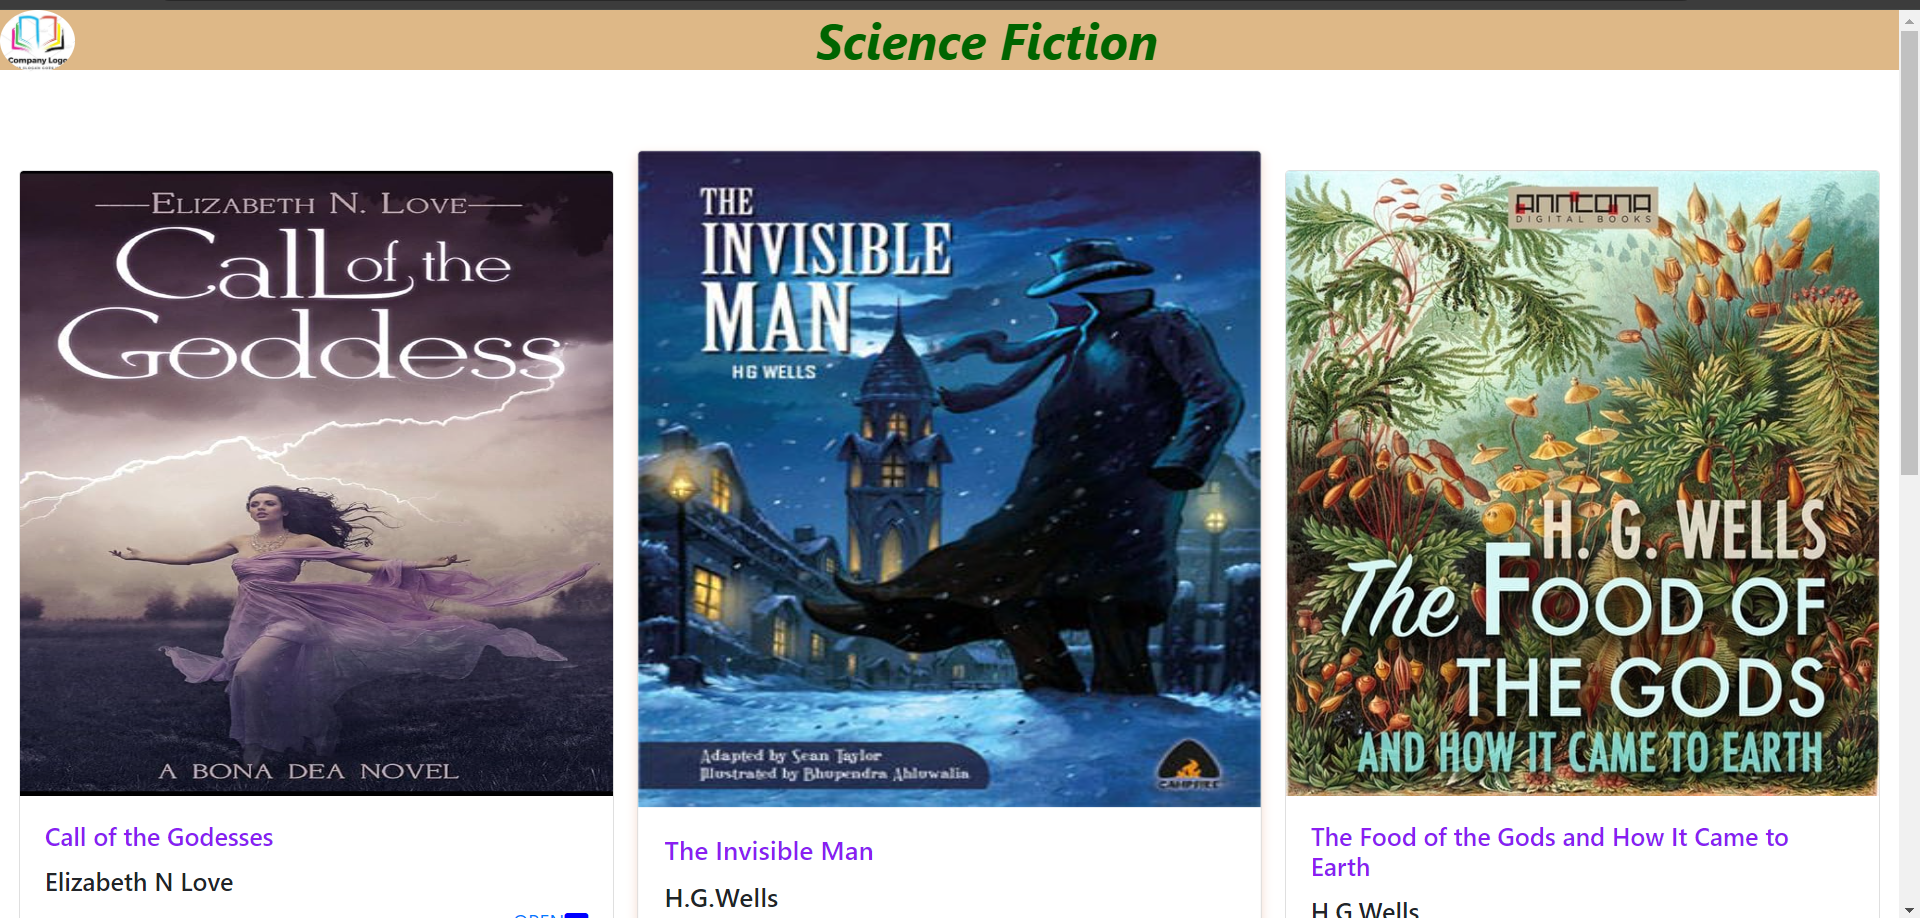 Company Logo
Science Fiction
ELIZABETH N. LOVE
Call of the
Goddess
A BONA DEA NOVEL
Call of the Godesses
Elizabeth N Love
OPEN
THE
INVISIBLE
MAN
HG WELLS
Adapted by Sean Taylor
Illustrated by Bhupendra Ahluwalia
CAMPFIRE
The Invisible Man
H.G.Wells
ANNCONA
DIGITAL BOOKS
H. G. WELLS
The FOOD OF
THE GODS
AND HOW IT CAME TO EARTH
The Food of the Gods and How It Came to
Earth
H.G.Wells